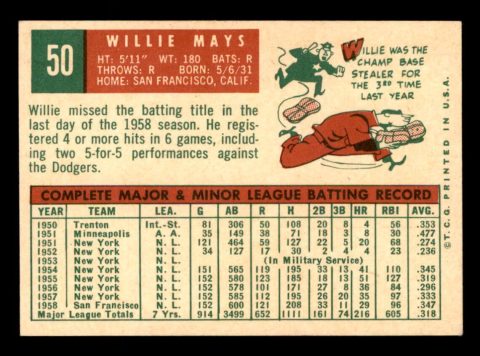 50
WILLIE MAYS
HT: 5'11" WT: 180 BATS: R
THROWS: R BORN: 5/6/31
HOME: SAN FRANCISCO, CALIF.
Willie missed the batting title in the
last day of the 1958 season. He regis-
tered 4 or more hits in 6 games, includ-
ing two 5-for-5 performances against
the Dodgers.
WILLIE WAS THE
CHAMP BASE
STEALER FOR
THE 3RD TIME
LAST YEAR
COMPLETE MAJOR & MINOR LEAGUE BATTING RECORD
YEAR TEAM LEA. G AB R H 2B 3B HR RBI AVG.
1950 Trenton Int.-St. 81 306 50 108 20 8 4 55 .353
1951 Minneapolis A. A. 35 149 38 71 18 3 8 30 .477
1951 New York N. L. 121 464 59 127 22 5 20 68 .274
1952 New York N. L. 34 127 17 30 2 4 4 23 .236
1953 (In Military Service)
1954 New York N. L. 151 565 119 195 33 13 41 110 .345
1955 New York N. L. 152 580 123 185 18 13 51 127 .319
1956 New York N. L. 152 578 101 171 27 8 36 84 .296
1957 New York N. L. 152 585 112 195 26 20 35 97 .333
1958 San Francisco N. L. 152 600 121 208 33 11 29 96 .347
Major League Totals 7 Yrs. 914 3499 652 1111 161 74 216 605 .318
©T.C.G. PRINTED IN U.S.A.